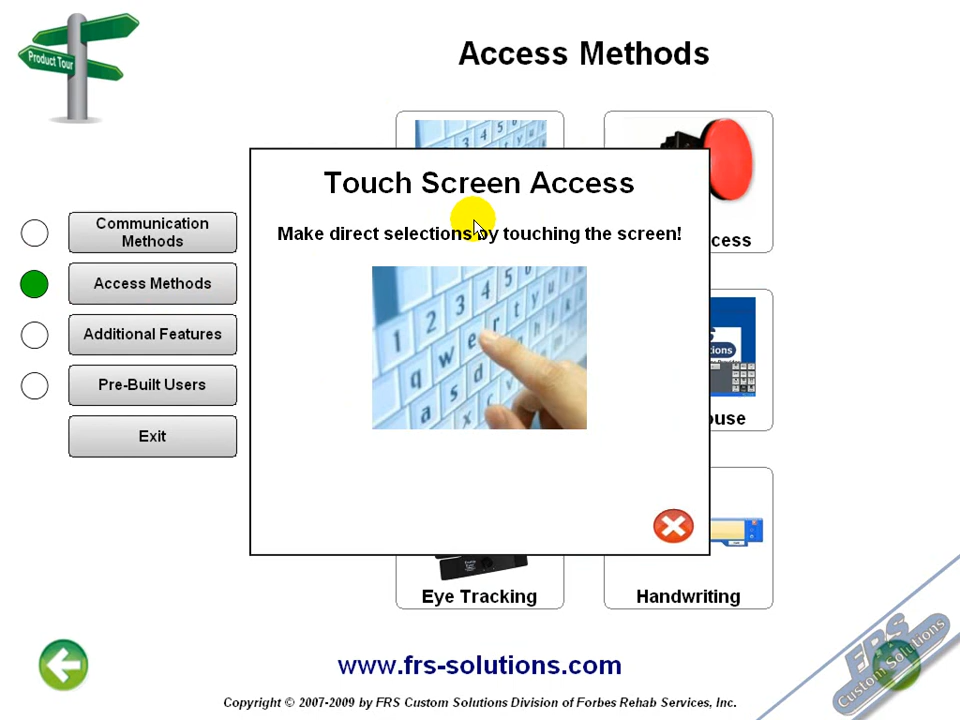 Product Tour
Access Methods
Touch Screen Access
Make direct selections by touching the screen!
Communication
Methods
Access Methods
Additional Features
Pre-Built Users
Exit
cess
ouse
Eye Tracking
Handwriting
www.frs-solutions.com
Copyright © 2007-2009 by FRS Custom Solutions Division of Forbes Rehab Services, Inc.
FRS
Custom Solutions